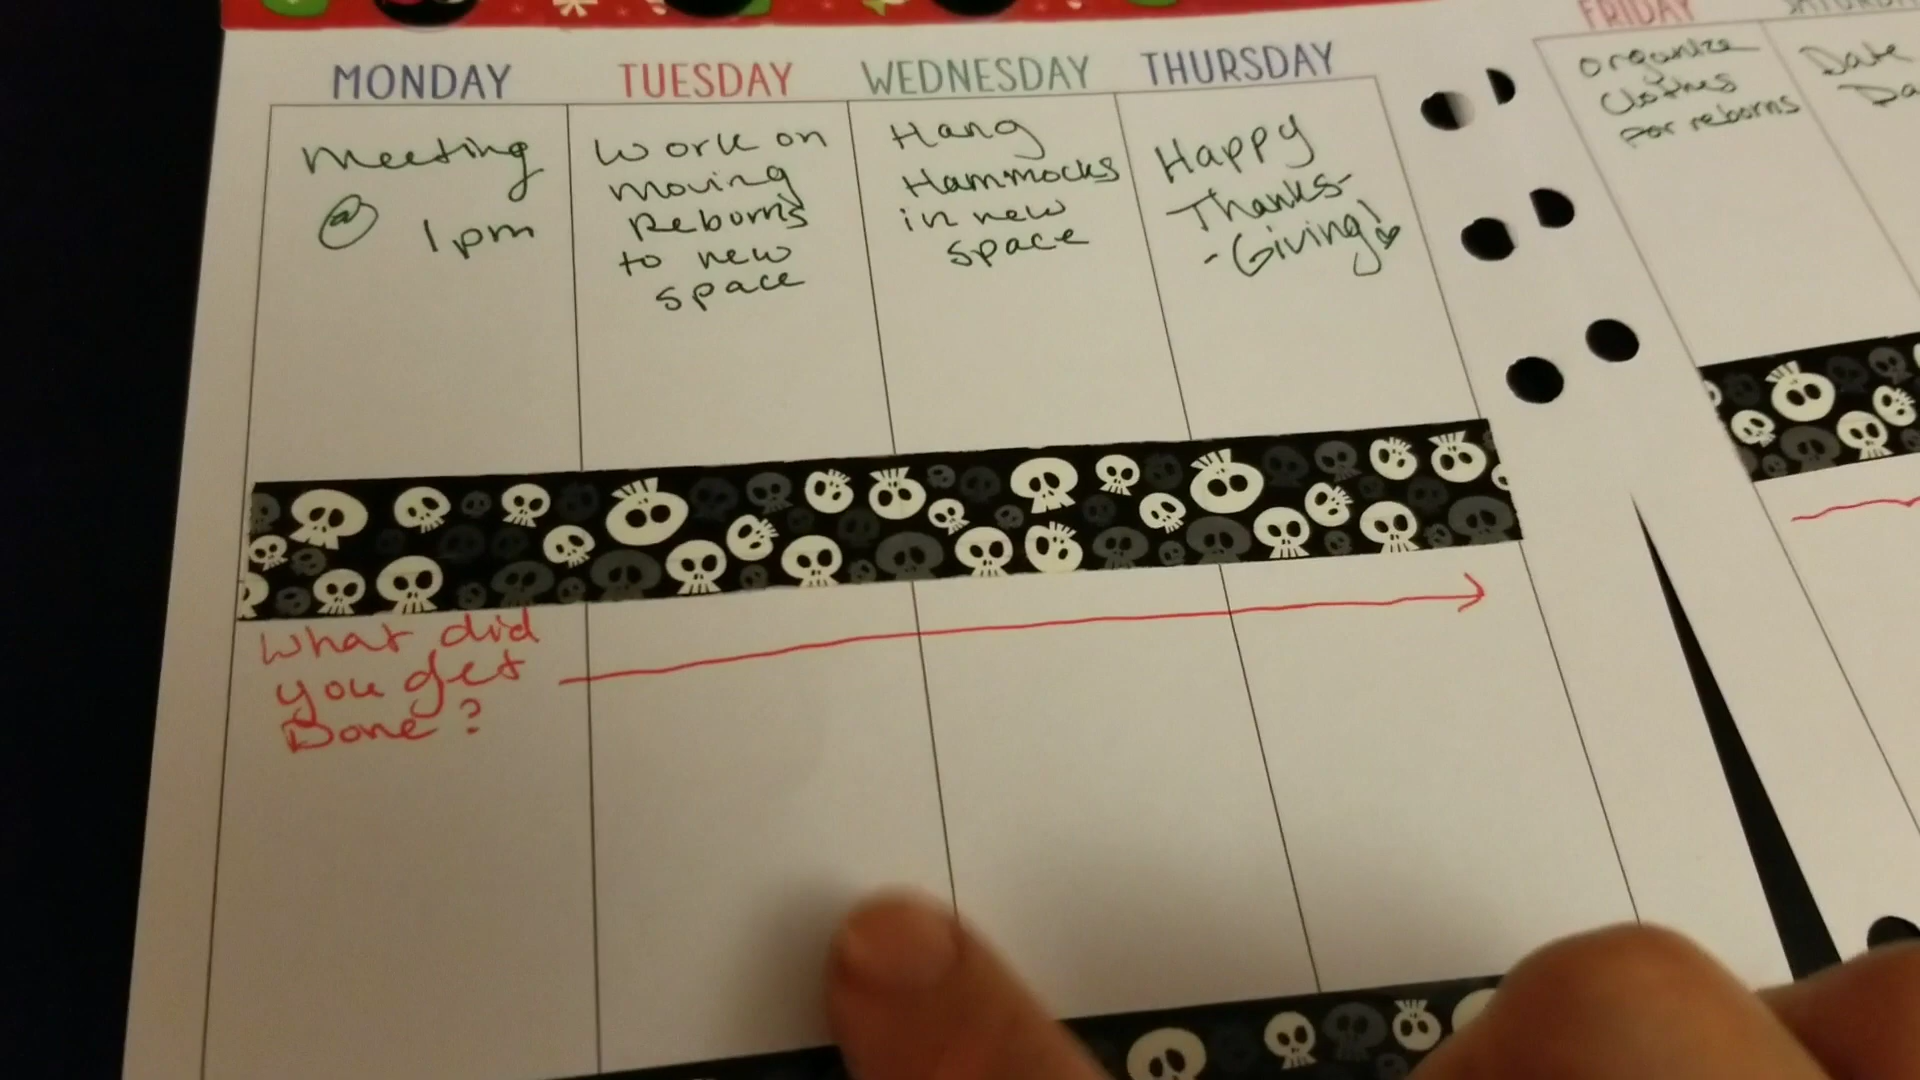 MONDAY TUESDAY WEDNESDAY THURSDAY FRIDAY
Meeting
@ 1pm
Work on
moving
Reborns
to new
space
Hang
Hammocks
in new
space
Happy
Thanks-
-Giving!
organize
clothes
for reborns
Date
What did
you get
Done?